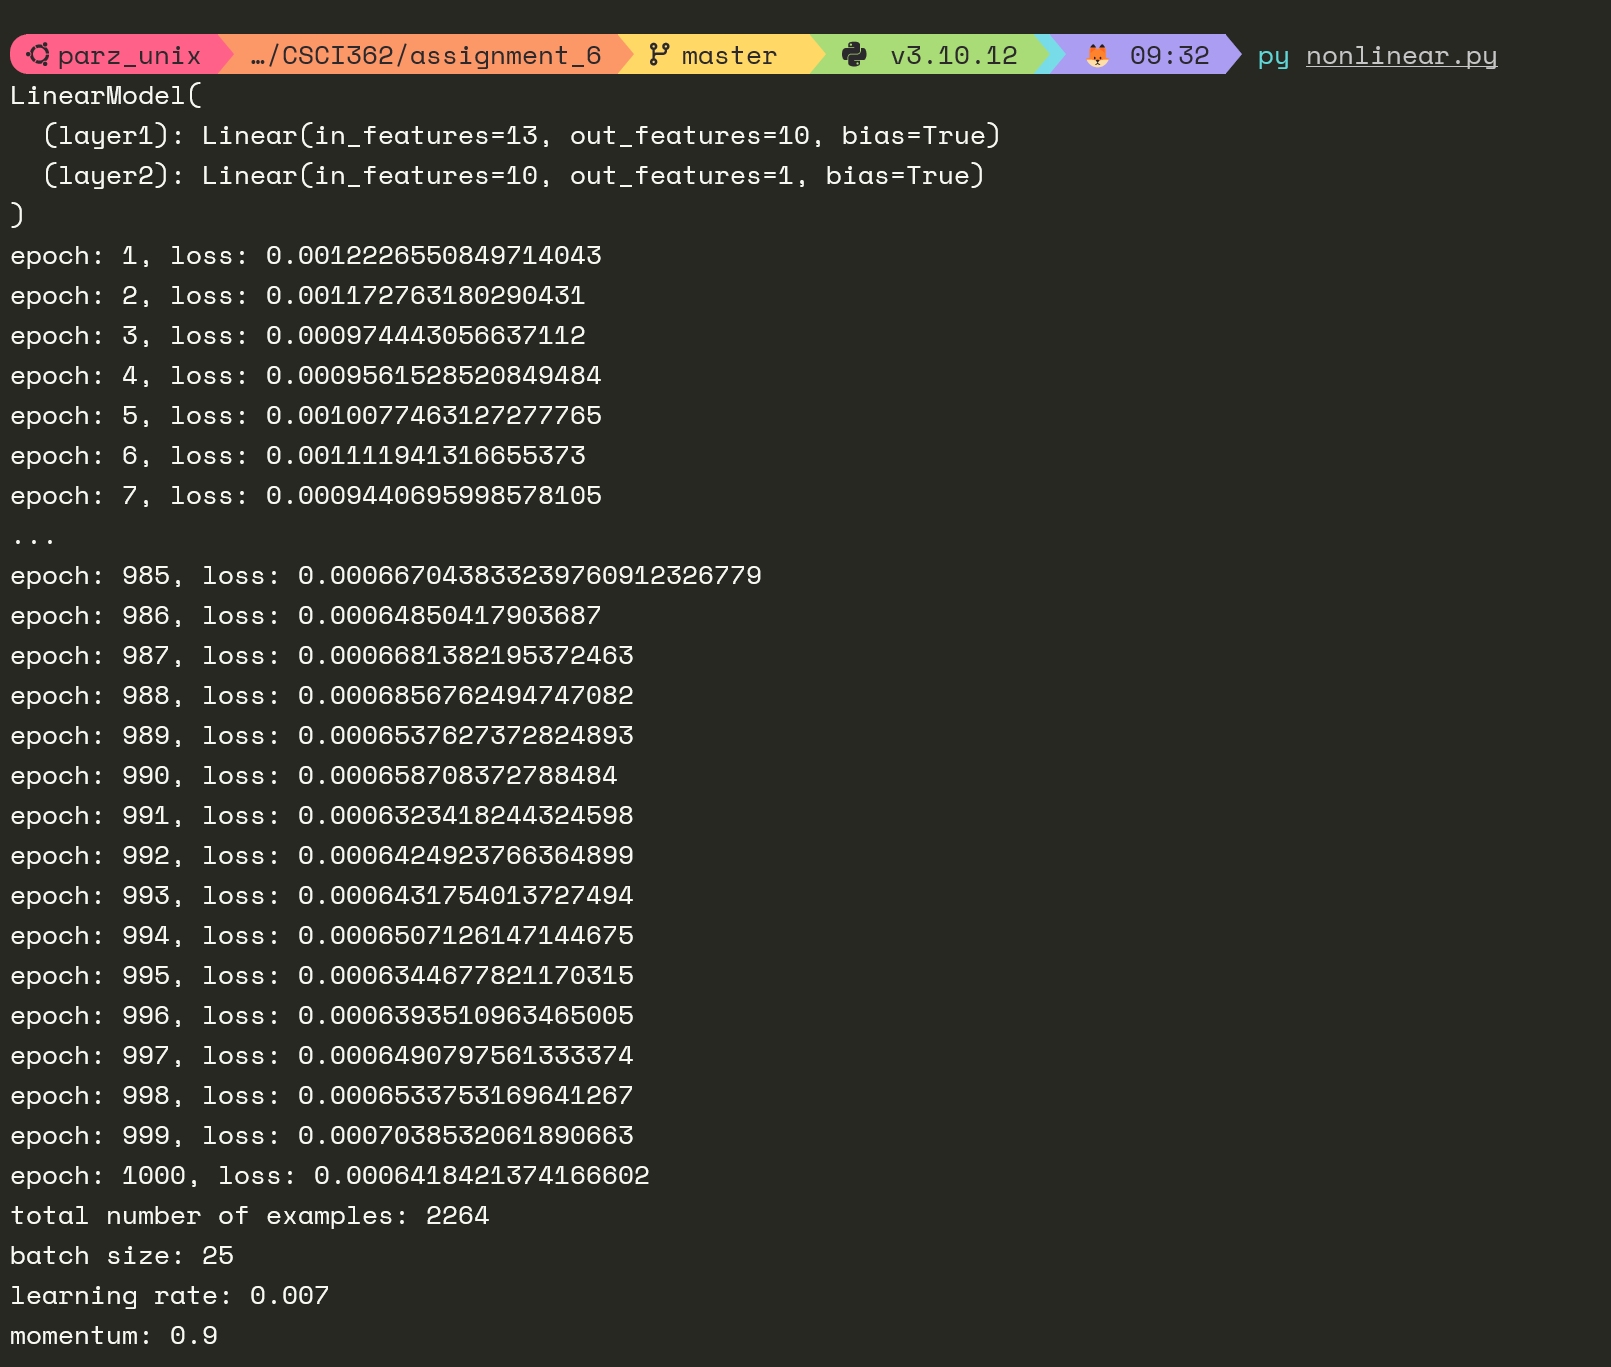 parz_unix …/CSCI362/assignment_6 master v3.10.12 09:32 py nonlinear.py
LinearModel(
  (layer1): Linear(in_features=13, out_features=10, bias=True)
  (layer2): Linear(in_features=10, out_features=1, bias=True)
)
epoch: 1, loss: 0.0012226550849714043
epoch: 2, loss: 0.001172763180290431
epoch: 3, loss: 0.000974443056637112
epoch: 4, loss: 0.0009561528520849484
epoch: 5, loss: 0.0010077463127277765
epoch: 6, loss: 0.001111941316655373
epoch: 7, loss: 0.0009440695998578105
...
epoch: 985, loss: 0.000667043833239760912326779
epoch: 986, loss: 0.00064850417903687
epoch: 987, loss: 0.0006681382195372463
epoch: 988, loss: 0.0006856762494747082
epoch: 989, loss: 0.0006537627372824893
epoch: 990, loss: 0.000658708372788484
epoch: 991, loss: 0.0006323418244324598
epoch: 992, loss: 0.0006424923766364899
epoch: 993, loss: 0.0006431754013727494
epoch: 994, loss: 0.0006507126147144675
epoch: 995, loss: 0.0006344677821170315
epoch: 996, loss: 0.0006393510963465005
epoch: 997, loss: 0.0006490797561333374
epoch: 998, loss: 0.0006533753169641267
epoch: 999, loss: 0.0007038532061890663
epoch: 1000, loss: 0.0006418421374166602
total number of examples: 2264
batch size: 25
learning rate: 0.007
momentum: 0.9